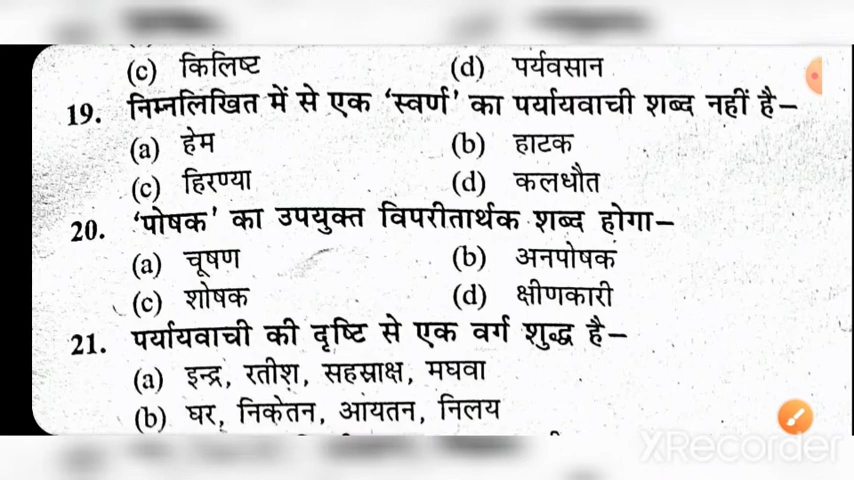 (c) किलिष्ट (d) पर्यवसान
19. निम्नलिखित में से एक ‘स्वर्ण’ का पर्यायवाची शब्द नहीं है–
(a) हेम (b) हाटक
(c) हिरण्या (d) कलधौत
20. ‘पोषक’ का उपयुक्त विपरीतार्थक शब्द होगा–
(a) चूषण (b) अनपोषक
(c) शोषक (d) क्षीणकारी
21. पर्यायवाची की दृष्टि से एक वर्ग शुद्ध है–
(a) इन्द्र, रतीश, सहस्राक्ष, मघवा
(b) घर, निकेतन, आयतन, निलय
XRecorder